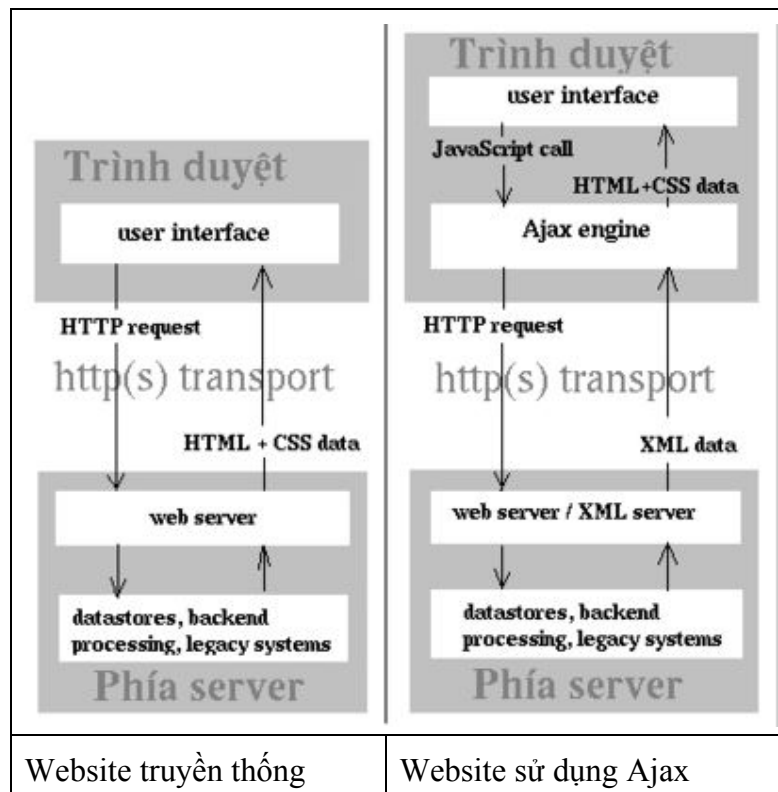 Trình duyệt
user interface
HTTP request
http(s) transport
HTML + CSS data
web server
datastores, backend
processing, legacy systems
Phía server
Website truyền thống
Trình duyệt
user interface
JavaScript call
HTML+CSS data
Ajax engine
HTTP request
http(s) transport
XML data
web server / XML server
datastores, backend
processing, legacy systems
Phía server
Website sử dụng Ajax